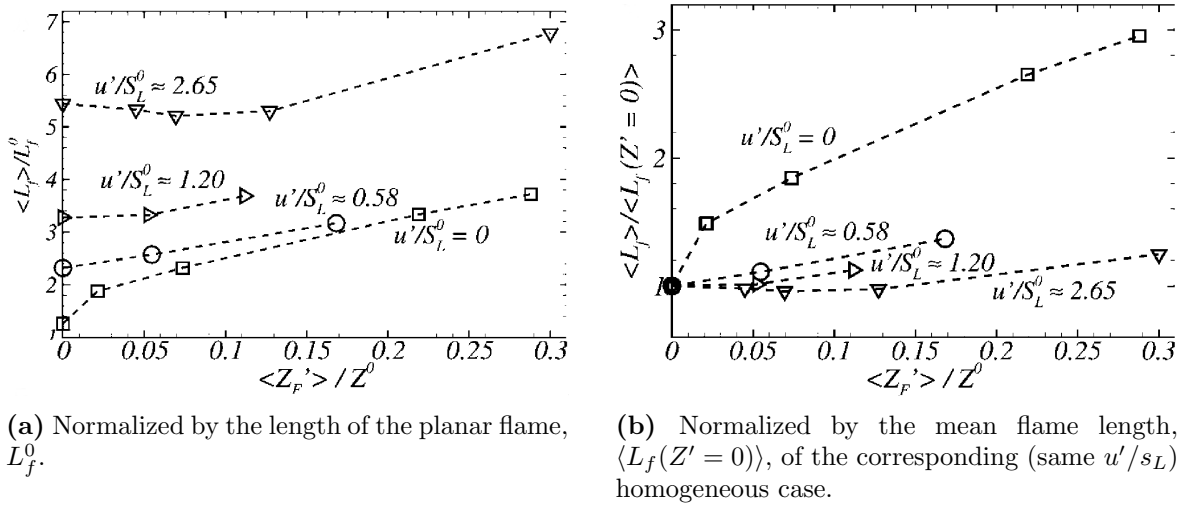 <L_f>/L_f^0
7
6
5
4
3
2
1
u'/S_L^0 ≈ 2.65
u'/S_L^0 ≈ 1.20
u'/S_L^0 ≈ 0.58
u'/S_L^0 = 0
0 0.05 0.1 0.15 0.2 0.25 0.3
<Z_F'> / Z^0
(a) Normalized by the length of the planar flame,
L_f^0.
<L_f>/<L_f(Z' = 0)>
3
2
1
u'/S_L^0 = 0
u'/S_L^0 ≈ 0.58
u'/S_L^0 ≈ 1.20
u'/S_L^0 ≈ 2.65
0 0.05 0.1 0.15 0.2 0.25 0.3
<Z_F'> / Z^0
(b) Normalized by the mean flame length,
⟨L_f(Z' = 0)⟩, of the corresponding (same u'/s_L)
homogeneous case.